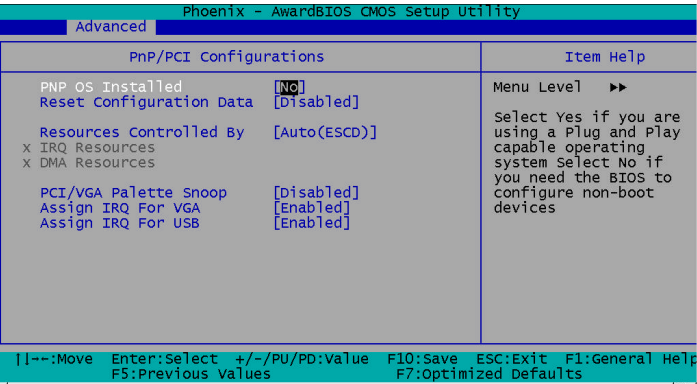 Phoenix - AwardBIOS CMOS Setup Utility
Advanced
PnP/PCI Configurations
Item Help
PNP OS Installed [No]
Reset Configuration Data [Disabled]
Resources Controlled By [Auto(ESCD)]
x IRQ Resources
x DMA Resources
PCI/VGA Palette Snoop [Disabled]
Assign IRQ For VGA [Enabled]
Assign IRQ For USB [Enabled]
Menu Level ▸▸
Select Yes if you are
using a Plug and Play
capable operating
system Select No if
you need the BIOS to
configure non-boot
devices
↑↓→←:Move Enter:Select +/-/PU/PD:Value F10:Save ESC:Exit F1:General Help
F5:Previous Values F7:Optimized Defaults